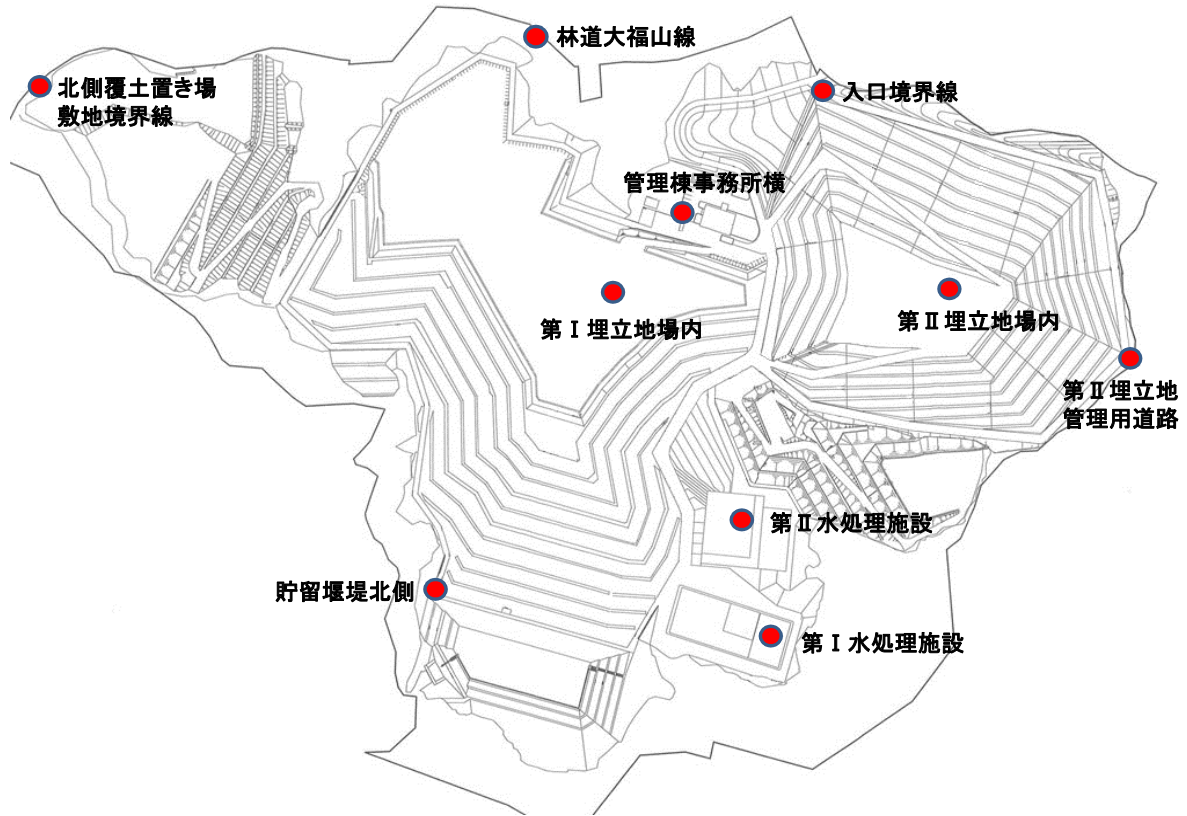 林道大福山線
北側覆土置き場
敷地境界線
入口境界線
管理棟事務所横
第Ⅰ埋立地場内
第Ⅱ埋立地場内
第Ⅱ埋立地
管理用道路
第Ⅱ水処理施設
貯留堰堤北側
第Ⅰ水処理施設